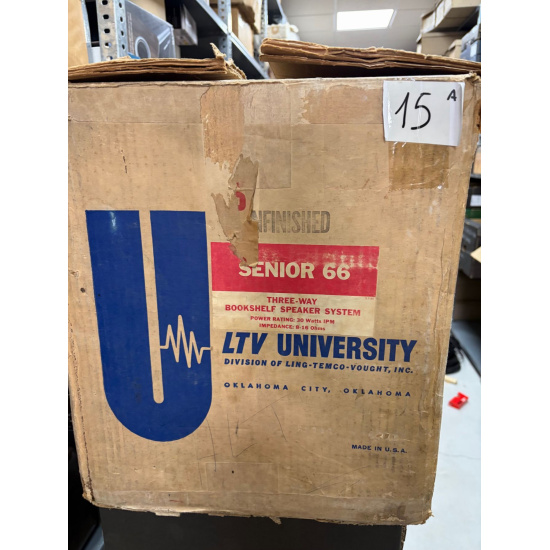 15 A
UNFINISHED
SENIOR 66
THREE-WAY
BOOKSHELF SPEAKER SYSTEM
POWER RATING: 30 Watts IPM
IMPEDANCE: 8-16 Ohms
LTV UNIVERSITY
DIVISION OF LING-TEMCO-VOUGHT, INC.
OKLAHOMA CITY, OKLAHOMA
MADE IN U.S.A.